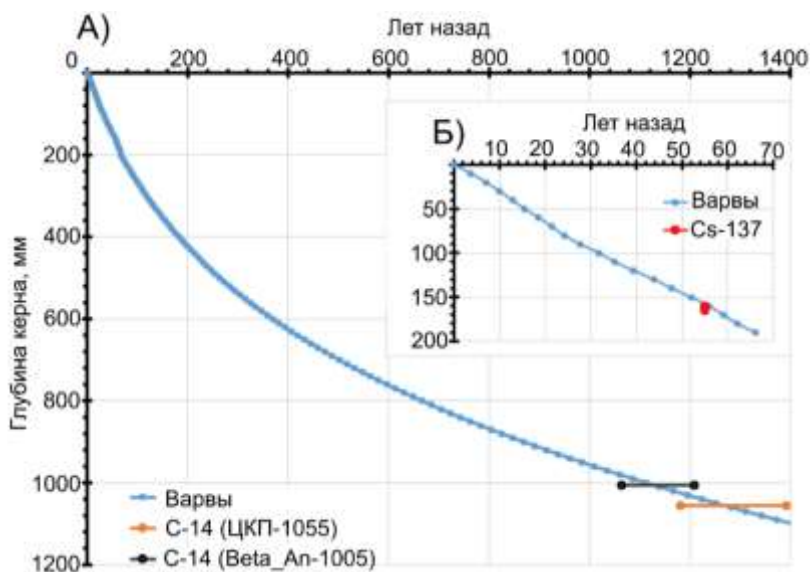 А)
Лет назад
0 200 400 600 800 1000 1200 1400
Глубина керна, мм
200
400
600
800
1000
1200
Варвы
С-14 (ЦКП-1055)
С-14 (Beta_An-1005)
Б)
Лет назад
10 20 30 40 50 60 70
50
100
150
200
Варвы
Cs-137